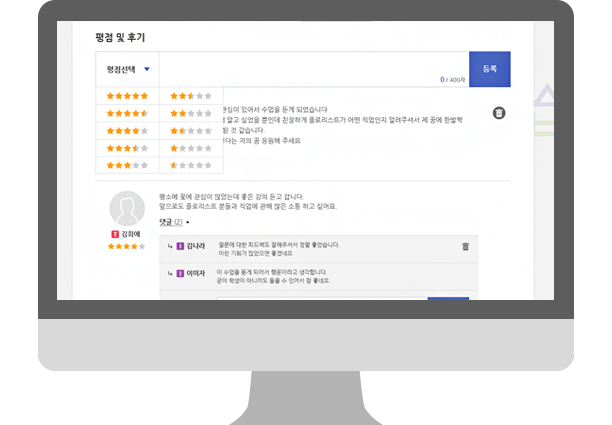 평점 및 후기
평점선택
0 / 400자
등록
관심이 있어서 수업을 듣게 되었습니다
알고 싶었을 뿐인데 친절하게 플로리스트가 어떤 직업인지 알려주셔서 제 꿈에 한발짝
된 것 같습니다.
다는 저의 꿈 응원해 주세요
평소에 꽃에 관심이 많았는데 좋은 강의 듣고 갑니다.
앞으로도 플로리스트 분들과 직업에 관해 많은 소통 하고 싶어요.
댓글 (2)
T 김희애
김나라
질문에 대한 피드백도 잘해주셔서 정말 좋았습니다.
이런 기회가 많았으면 좋겠네요
이미자
이 수업을 듣게 되어서 행운이라고 생각합니다.
굳이 학생이 아니어도 들을 수 있어서 참 좋네요.